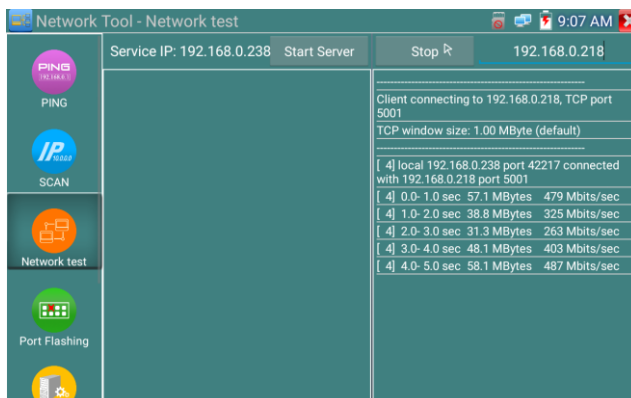 Network Tool - Network test
9:07 AM
Service IP: 192.168.0.238 Start Server Stop 192.168.0.218
PING
192.168.0.1
PING
IP
10.0.0.0
SCAN
Network test
Port Flashing
--------------------------------------------------------
Client connecting to 192.168.0.218, TCP port
5001
TCP window size: 1.00 MByte (default)
--------------------------------------------------------
[ 4] local 192.168.0.238 port 42217 connected
with 192.168.0.218 port 5001
[ 4] 0.0- 1.0 sec 57.1 MBytes 479 Mbits/sec
[ 4] 1.0- 2.0 sec 38.8 MBytes 325 Mbits/sec
[ 4] 2.0- 3.0 sec 31.3 MBytes 263 Mbits/sec
[ 4] 3.0- 4.0 sec 48.1 MBytes 403 Mbits/sec
[ 4] 4.0- 5.0 sec 58.1 MBytes 487 Mbits/sec